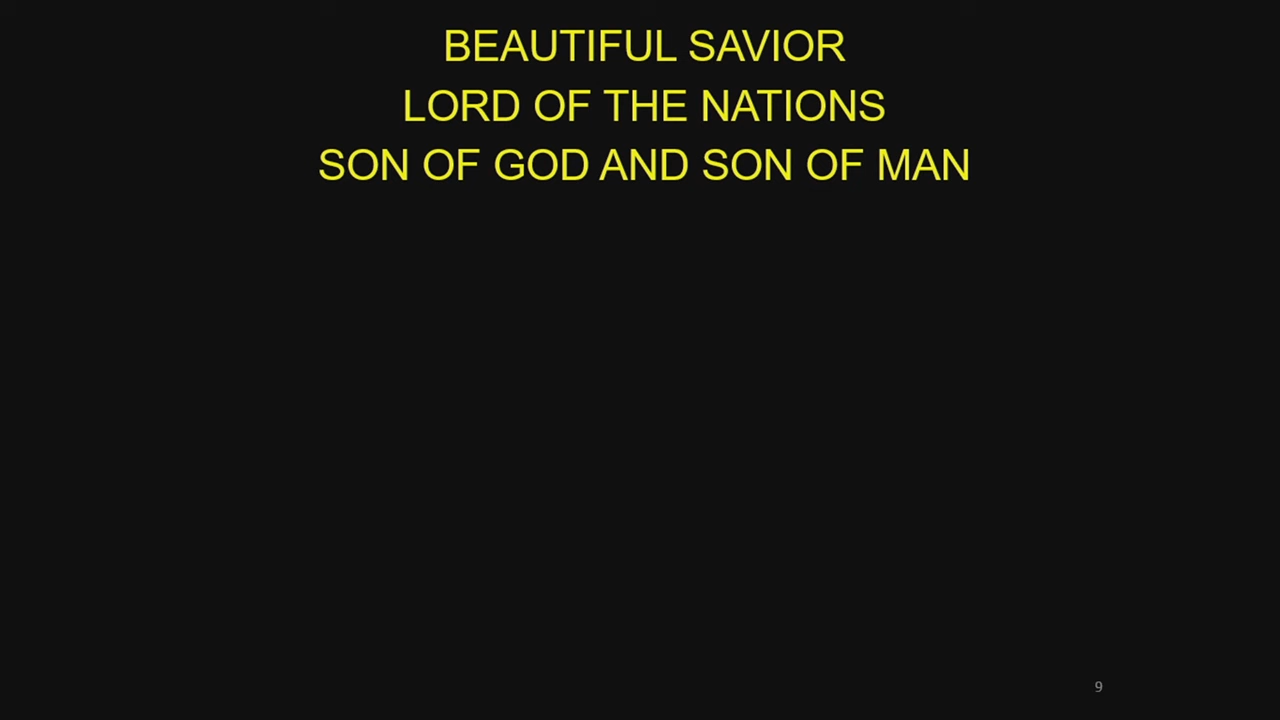 BEAUTIFUL SAVIOR
LORD OF THE NATIONS
SON OF GOD AND SON OF MAN
9